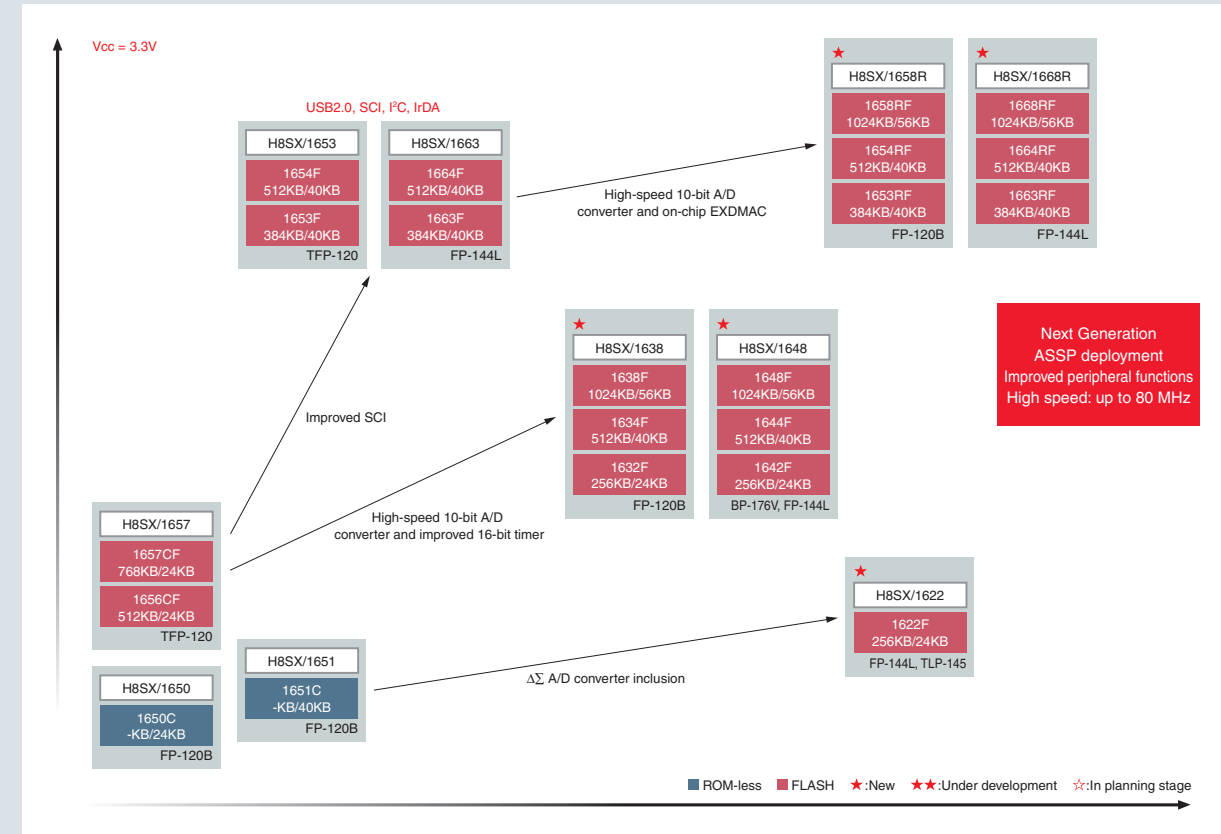 Vcc = 3.3V
USB2.0, SCI, I²C, IrDA
H8SX/1653
1654F
512KB/40KB
1653F
384KB/40KB
TFP-120
H8SX/1663
1664F
512KB/40KB
1663F
384KB/40KB
FP-144L
High-speed 10-bit A/D
converter and on-chip EXDMAC
★
H8SX/1658R
1658RF
1024KB/56KB
1654RF
512KB/40KB
1653RF
384KB/40KB
FP-120B
★
H8SX/1668R
1668RF
1024KB/56KB
1664RF
512KB/40KB
1663RF
384KB/40KB
FP-144L
Improved SCI
★
H8SX/1638
1638F
1024KB/56KB
1634F
512KB/40KB
1632F
256KB/24KB
FP-120B
★
H8SX/1648
1648F
1024KB/56KB
1644F
512KB/40KB
1642F
256KB/24KB
BP-176V, FP-144L
Next Generation
ASSP deployment
Improved peripheral functions
High speed: up to 80 MHz
H8SX/1657
1657CF
768KB/24KB
1656CF
512KB/24KB
TFP-120
High-speed 10-bit A/D
converter and improved 16-bit timer
★
H8SX/1622
1622F
256KB/24KB
FP-144L, TLP-145
H8SX/1650
1650C
-KB/24KB
FP-120B
H8SX/1651
1651C
-KB/40KB
FP-120B
ΔΣ A/D converter inclusion
ROM-less FLASH ★:New ★★:Under development ☆:In planning stage